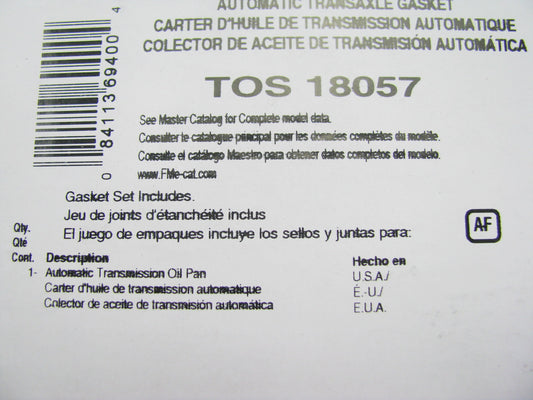 AUTOMATIC TRANSAXLE GASKET
CARTER D'HUILE DE TRANSMISSION AUTOMATIQUE
COLECTOR DE ACEITE DE TRANSMISIÓN AUTOMÁTICA
TOS 18057
0 84113 69400 4
See Master Catalog for Complete model data.
Consulter le catalogue principal pour les données complètes du modèle.
Consulte el catálogo Maestro para obtener datos completos del modelo.
www.FMe-cat.com
Gasket Set Includes.
Jeu de joints d'étanchéité inclus
El juego de empaques incluye los sellos y juntas para:
AF
Qty.
Qté
Cont. Description Hecho en
1- Automatic Transmission Oil Pan U.S.A./
Carter d'huile de transmission automatique É.-U./
Colector de aceite de transmisión automática E.U.A.